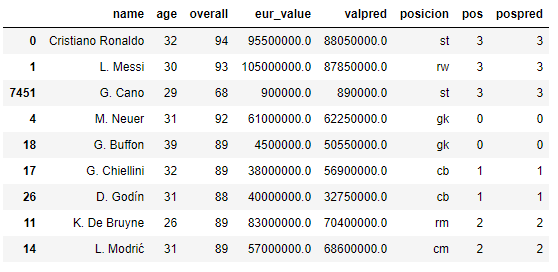 name age overall eur_value valpred posicion pos pospred
0 Cristiano Ronaldo 32 94 95500000.0 88050000.0 st 3 3
1 L. Messi 30 93 105000000.0 87850000.0 rw 3 3
7451 G. Cano 29 68 900000.0 890000.0 st 3 3
4 M. Neuer 31 92 61000000.0 62250000.0 gk 0 0
18 G. Buffon 39 89 4500000.0 50550000.0 gk 0 0
17 G. Chiellini 32 89 38000000.0 56900000.0 cb 1 1
26 D. Godín 31 88 40000000.0 32750000.0 cb 1 1
11 K. De Bruyne 26 89 83000000.0 70400000.0 rm 2 2
14 L. Modrić 31 89 57000000.0 68600000.0 cm 2 2